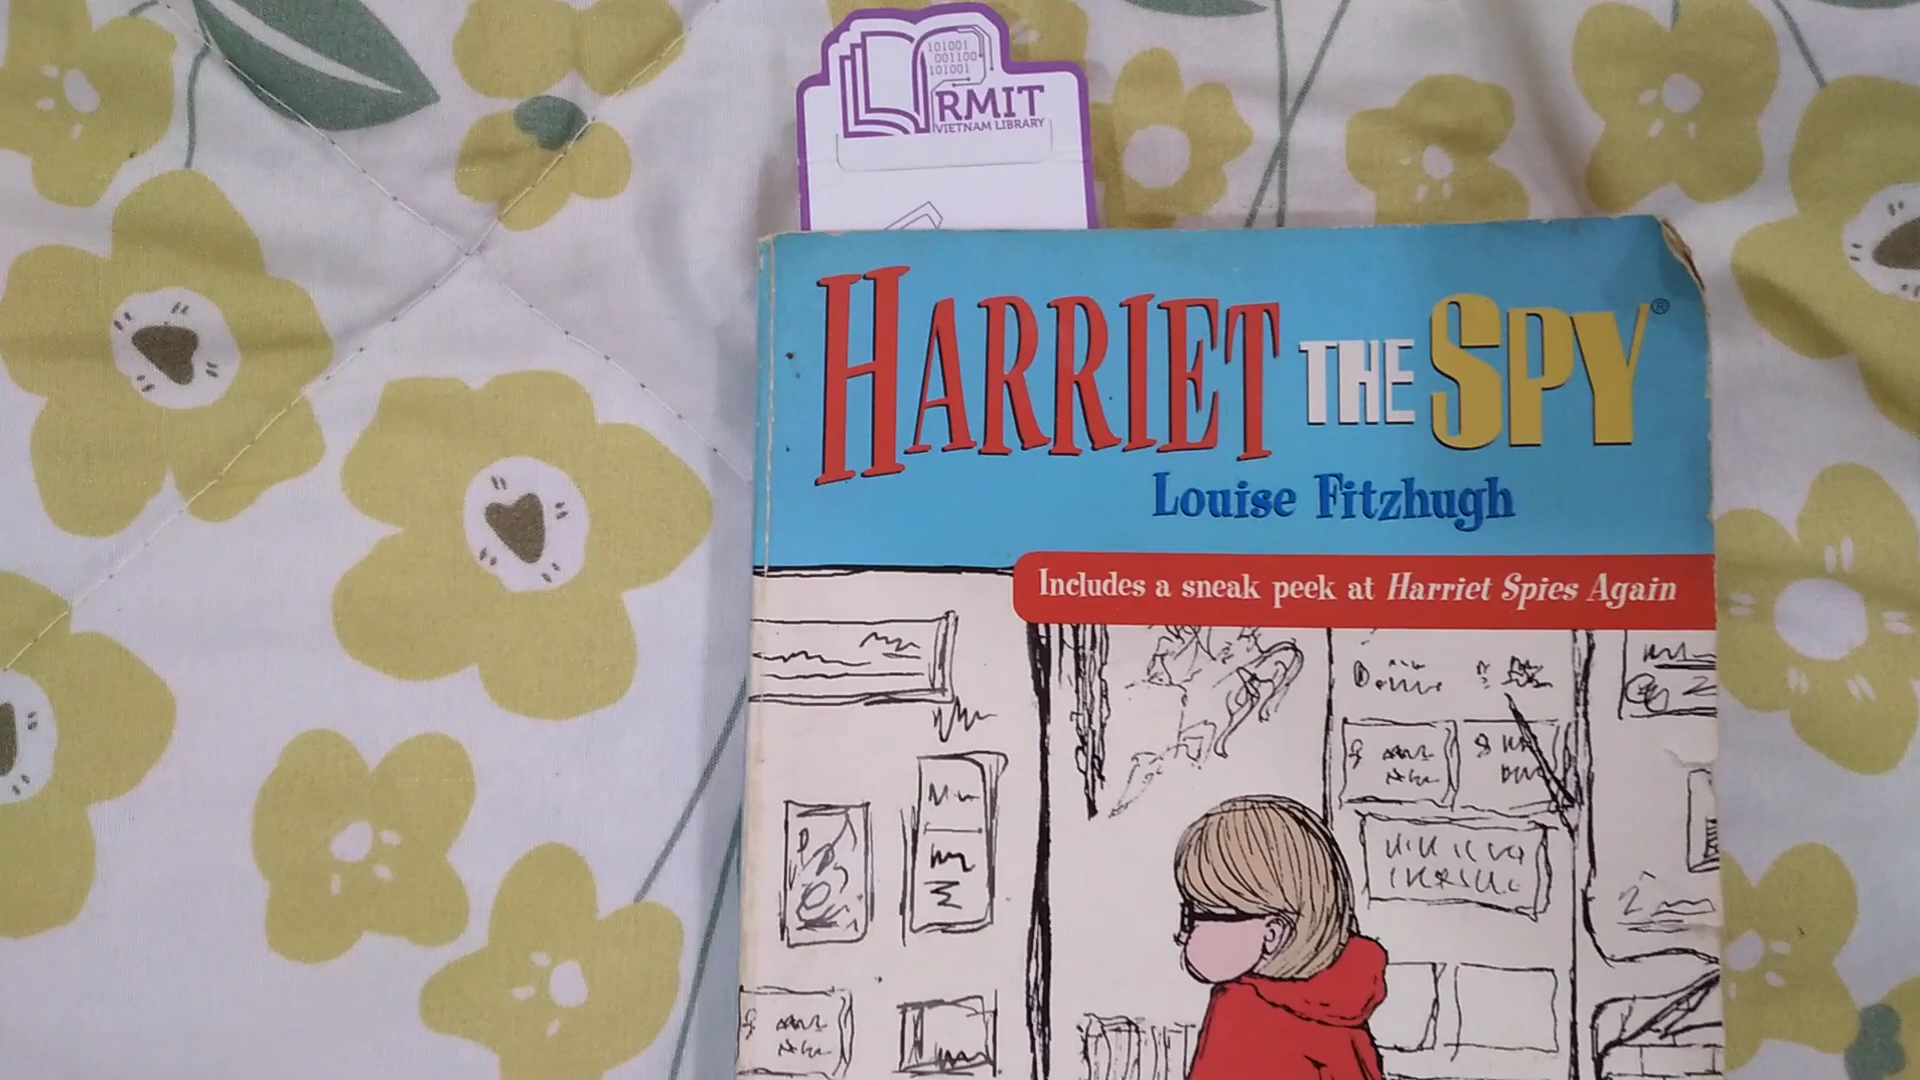 101001
001100
101001
RMIT
VIETNAM LIBRARY
HARRIET THE SPY®
Louise Fitzhugh
Includes a sneak peek at Harriet Spies Again